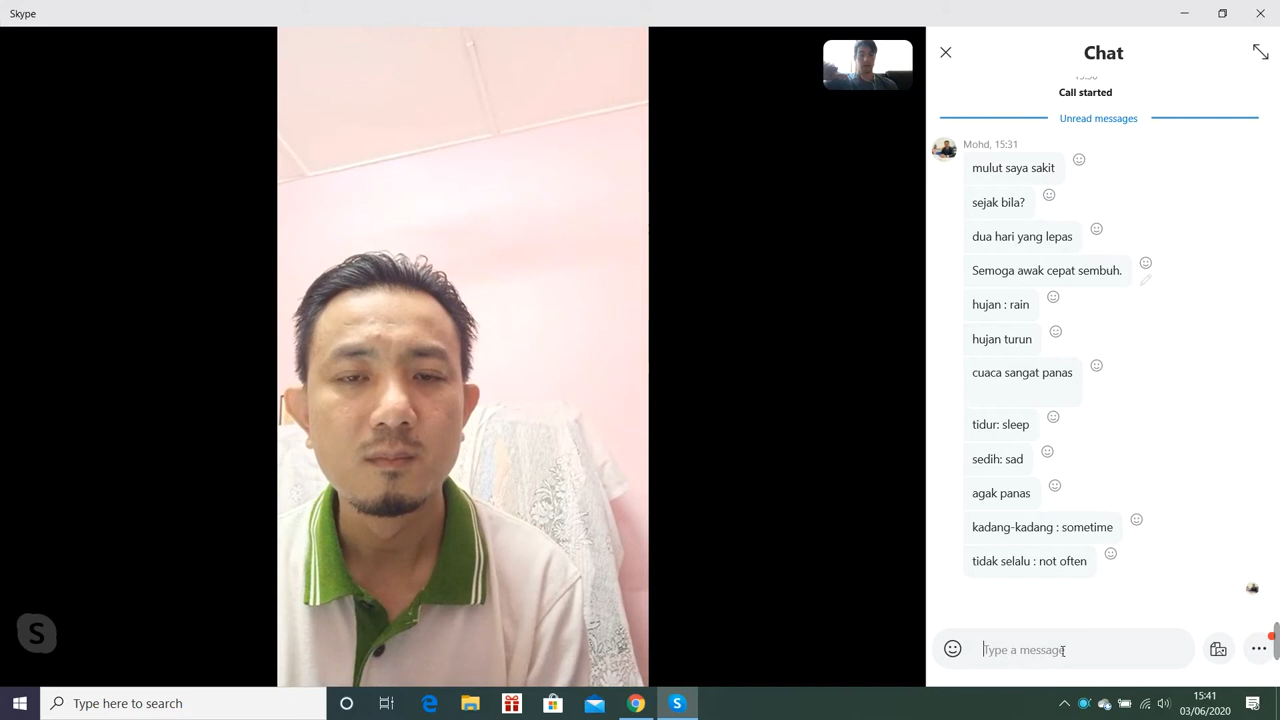 Skype
Chat
Call started
Unread messages
Mohd, 15:31
mulut saya sakit
sejak bila?
dua hari yang lepas
Semoga awak cepat sembuh.
hujan : rain
hujan turun
cuaca sangat panas
tidur: sleep
sedih: sad
agak panas
kadang-kadang : sometime
tidak selalu : not often
Type a message
Type here to search
15:41
03/06/2020